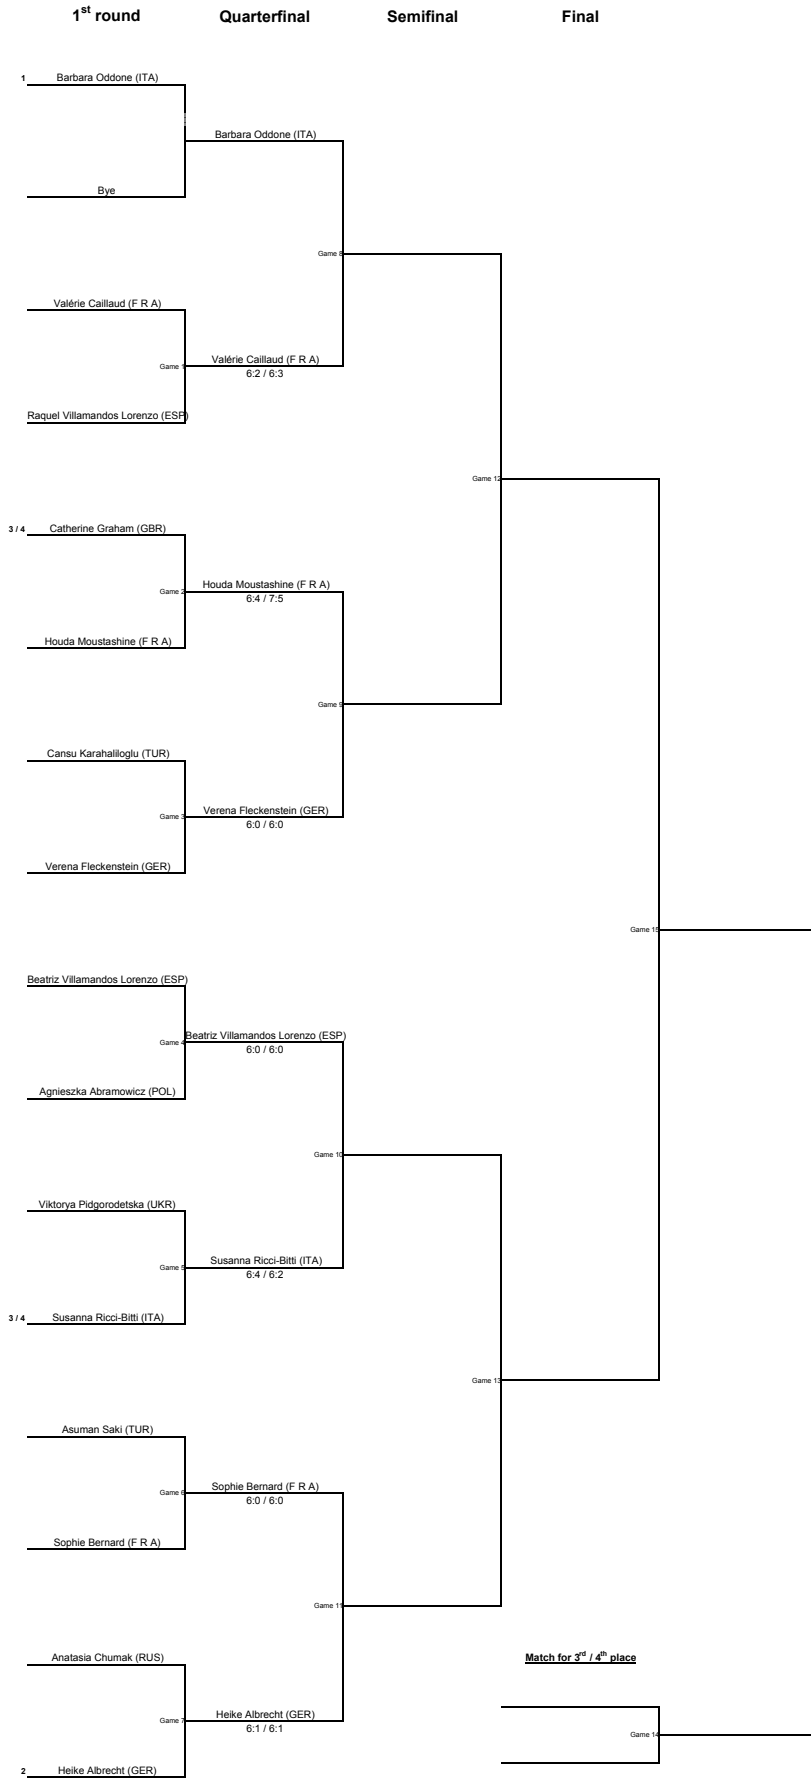 1st round Quarterfinal Semifinal Final
1 Barbara Oddone (ITA)
Barbara Oddone (ITA)
Bye
Game 8
Valérie Caillaud (F R A)
Game 1 Valérie Caillaud (F R A)
6:2 / 6:3
Raquel Villamandos Lorenzo (ESP)
Game 12
3 / 4 Catherine Graham (GBR)
Game 2 Houda Moustashine (F R A)
6:4 / 7:5
Houda Moustashine (F R A)
Game 9
Cansu Karahaliloglu (TUR)
Game 3 Verena Fleckenstein (GER)
6:0 / 6:0
Verena Fleckenstein (GER)
Game 15
Beatriz Villamandos Lorenzo (ESP)
Game 4 Beatriz Villamandos Lorenzo (ESP)
6:0 / 6:0
Agnieszka Abramowicz (POL)
Game 10
Viktorya Pidgorodetska (UKR)
Game 5 Susanna Ricci-Bitti (ITA)
6:4 / 6:2
3 / 4 Susanna Ricci-Bitti (ITA)
Game 13
Asuman Saki (TUR)
Game 6 Sophie Bernard (F R A)
6:0 / 6:0
Sophie Bernard (F R A)
Game 11
Anatasia Chumak (RUS)
Match for 3rd / 4th place
Game 7 Heike Albrecht (GER)
6:1 / 6:1
Game 14
2 Heike Albrecht (GER)